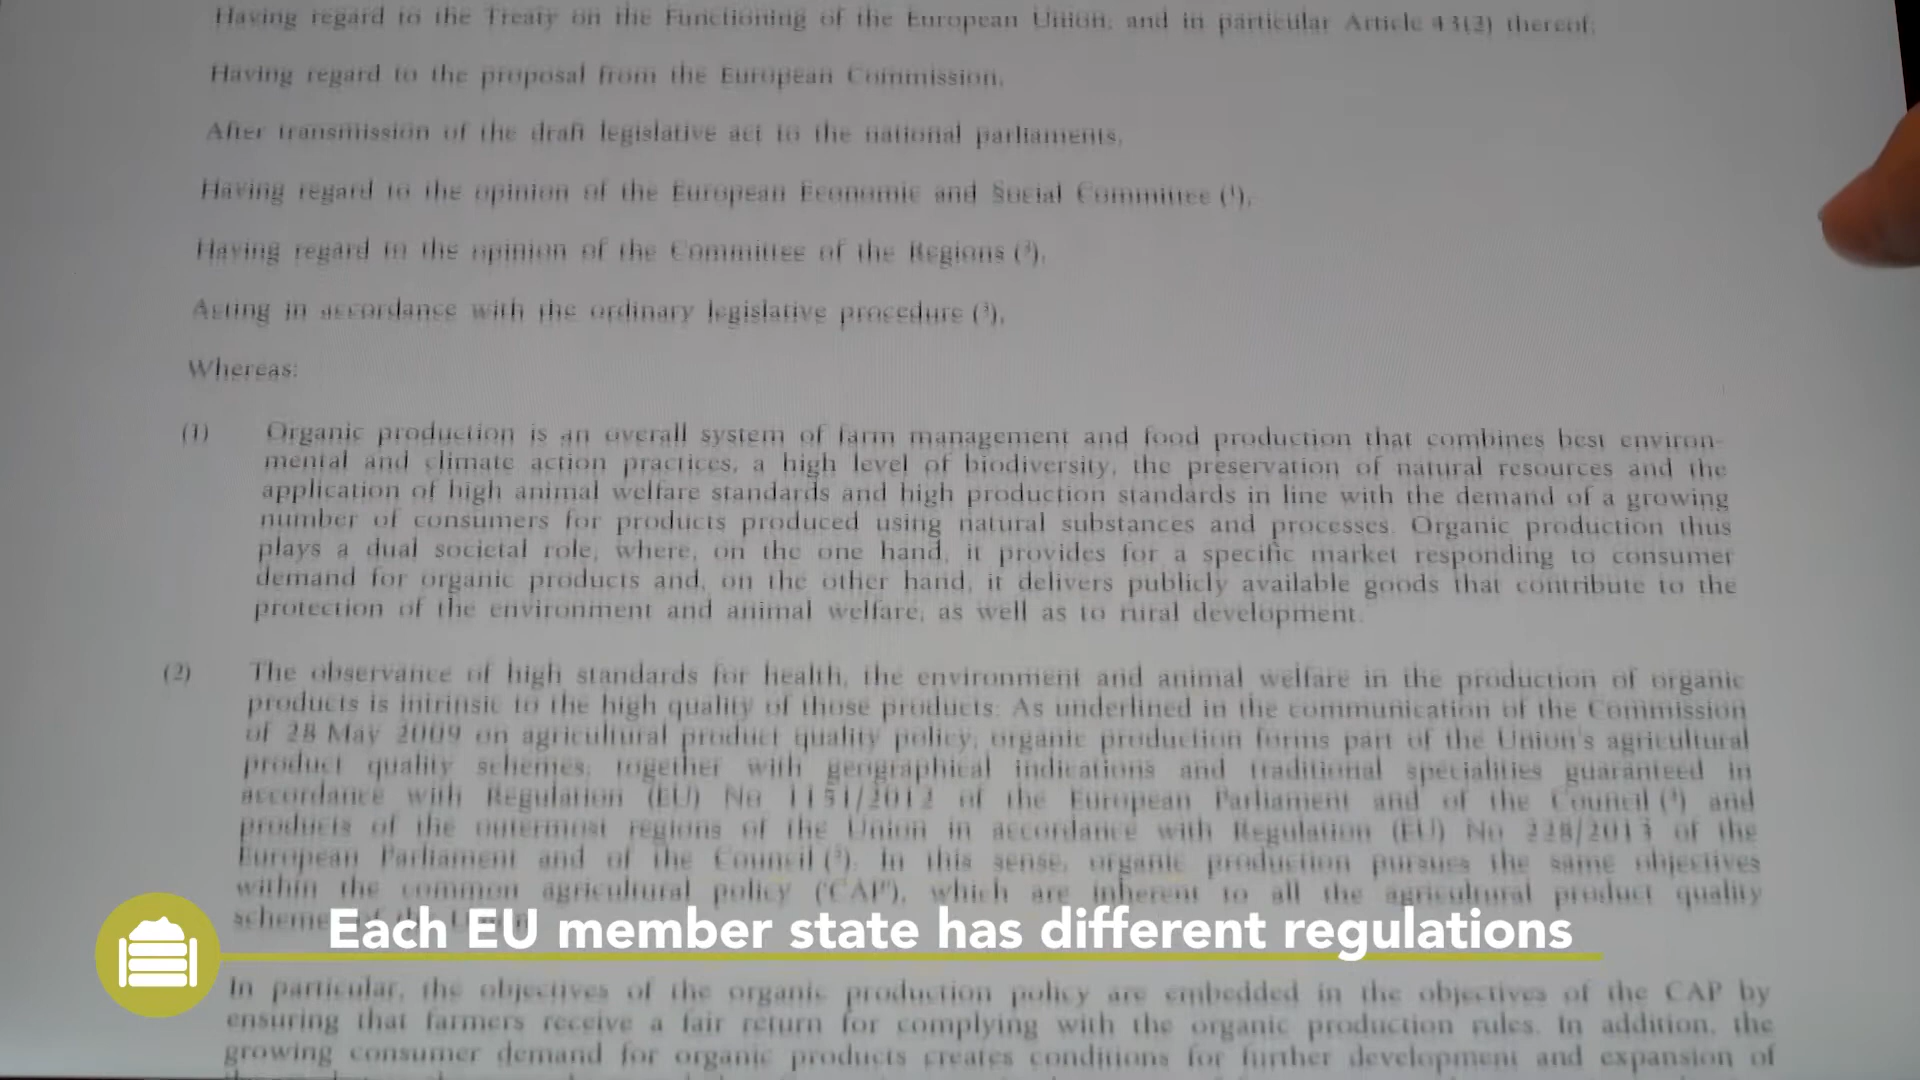 Having regard to the Treaty on the Functioning of the European Union, and in particular Article 43(2) thereof,
Having regard to the proposal from the European Commission,
After transmission of the draft legislative act to the national parliaments,
Having regard to the opinion of the European Economic and Social Committee (¹),
Having regard to the opinion of the Committee of the Regions (²),
Acting in accordance with the ordinary legislative procedure (³),
Whereas:
(1) Organic production is an overall system of farm management and food production that combines best environ-
mental and climate action practices, a high level of biodiversity, the preservation of natural resources and the
application of high animal welfare standards and high production standards in line with the demand of a growing
number of consumers for products produced using natural substances and processes. Organic production thus
plays a dual societal role, where, on the one hand, it provides for a specific market responding to consumer
demand for organic products and, on the other hand, it delivers publicly available goods that contribute to the
protection of the environment and animal welfare, as well as to rural development.
(2) The observance of high standards for health, the environment and animal welfare in the production of organic
products is intrinsic to the high quality of those products. As underlined in the communication of the Commission
of 28 May 2009 on agricultural product quality policy, organic production forms part of the Union's agricultural
product quality schemes, together with geographical indications and traditional specialities guaranteed in
accordance with Regulation (EU) No 1151/2012 of the European Parliament and of the Council (⁴) and
products of the outermost regions of the Union in accordance with Regulation (EU) No 228/2013 of the
European Parliament and of the Council (⁵). In this sense, organic production pursues the same objectives
within the common agricultural policy ('CAP'), which are inherent to all the agricultural product quality
Each EU member state has different regulations
In particular, the objectives of the organic production policy are embedded in the objectives of the CAP by
ensuring that farmers receive a fair return for complying with the organic production rules. In addition, the
growing consumer demand for organic products creates conditions for further development and expansion of